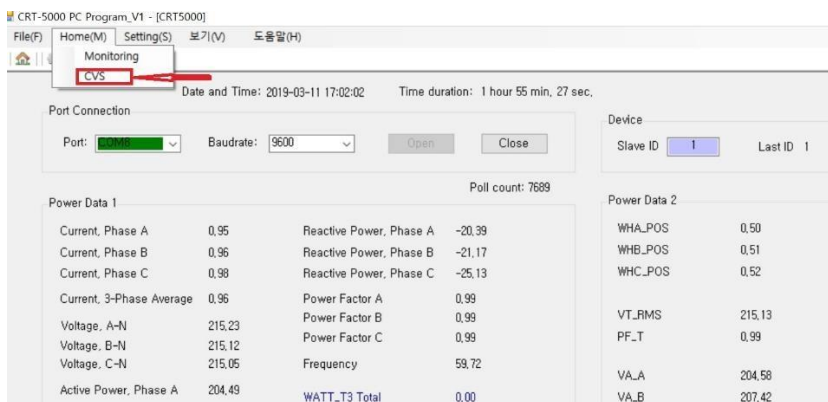 CRT-5000 PC Program_V1 - [CRT5000]
File(F) Home(M) Setting(S) 보기(V) 도움말(H)
Monitoring
CVS
Date and Time: 2019-03-11 17:02:02 Time duration: 1 hour 55 min, 27 sec,
Port Connection
Port: COM8 Baudrate: 9600 Open Close
Device
Slave ID 1 Last ID 1
Poll count: 7689
Power Data 1
Current, Phase A 0,95 Reactive Power, Phase A -20,39
Current, Phase B 0,96 Reactive Power, Phase B -21,17
Current, Phase C 0,98 Reactive Power, Phase C -25,13
Current, 3-Phase Average 0,96 Power Factor A 0,99
Power Factor B 0,99
Voltage, A-N 215,23
Power Factor C 0,99
Voltage, B-N 215,12
Voltage, C-N 215,05 Frequency 59,72
Active Power, Phase A 204,49 WATT_T3 Total 0,00
Power Data 2
WHA_POS 0,50
WHB_POS 0,51
WHC_POS 0,52
VT_RMS 215,13
PF_T 0,99
VA_A 204,58
VA_B 207,42